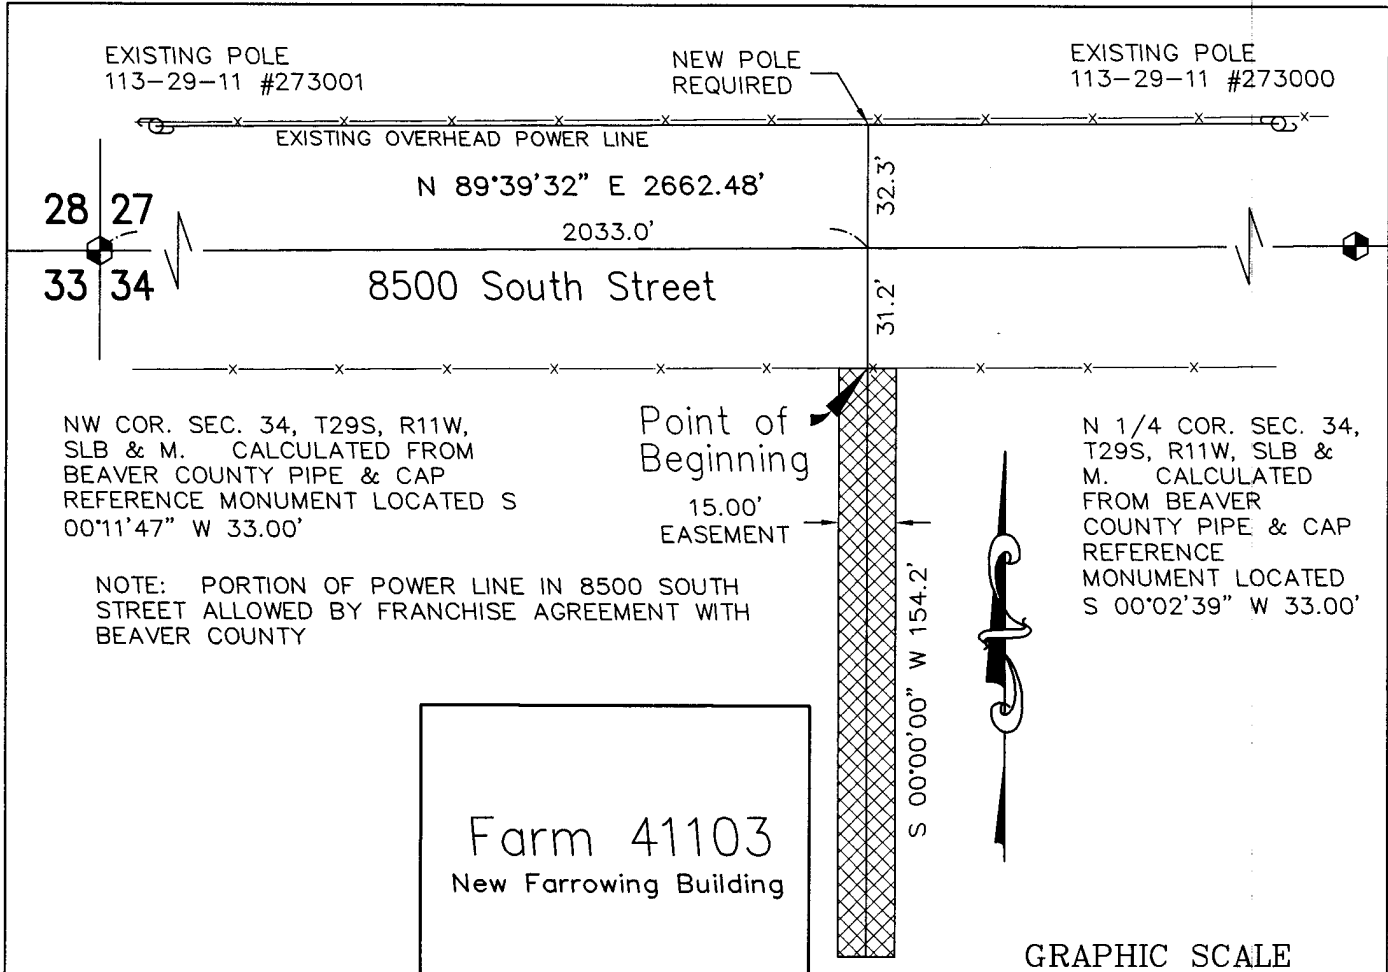 EXISTING POLE
113-29-11 #273001
NEW POLE
REQUIRED
EXISTING POLE
113-29-11 #273000
EXISTING OVERHEAD POWER LINE
N 89°39'32" E 2662.48'
32.3'
28 27
2033.0'
33 34
8500 South Street
31.2'
NW COR. SEC. 34, T29S, R11W,
SLB & M. CALCULATED FROM
BEAVER COUNTY PIPE & CAP
REFERENCE MONUMENT LOCATED S
00°11'47" W 33.00'
Point of
Beginning
15.00'
EASEMENT
N 1/4 COR. SEC. 34,
T29S, R11W, SLB &
M. CALCULATED
FROM BEAVER
COUNTY PIPE & CAP
REFERENCE
MONUMENT LOCATED
S 00°02'39" W 33.00'
NOTE: PORTION OF POWER LINE IN 8500 SOUTH
STREET ALLOWED BY FRANCHISE AGREEMENT WITH
BEAVER COUNTY
S 00°00'00" W 154.2'
Farm 41103
New Farrowing Building
GRAPHIC SCALE